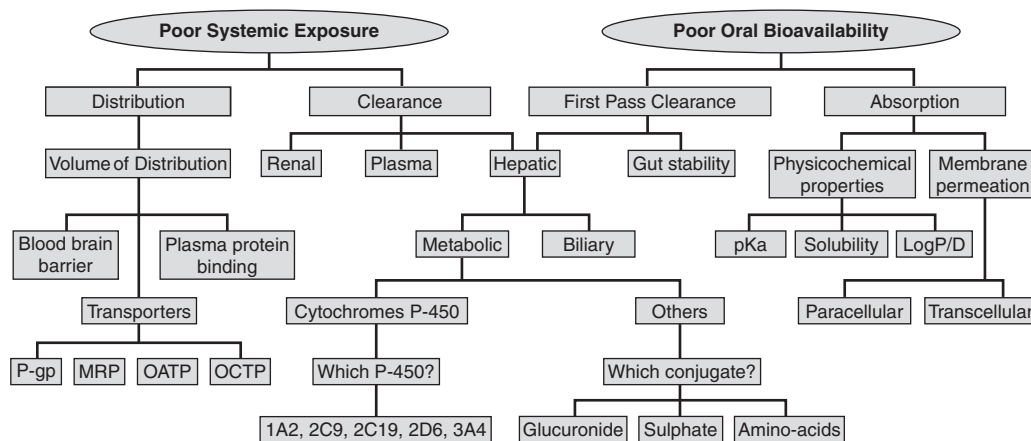 Poor Systemic Exposure
Poor Oral Bioavailability
Distribution
Clearance
First Pass Clearance
Absorption
Volume of Distribution
Renal
Plasma
Hepatic
Gut stability
Physicochemical
properties
Membrane
permeation
Blood brain
barrier
Plasma protein
binding
Metabolic
Biliary
pKa
Solubility
LogP/D
Transporters
Cytochromes P-450
Others
Paracellular
Transcellular
P-gp
MRP
OATP
OCTP
Which P-450?
Which conjugate?
1A2, 2C9, 2C19, 2D6, 3A4
Glucuronide
Sulphate
Amino-acids